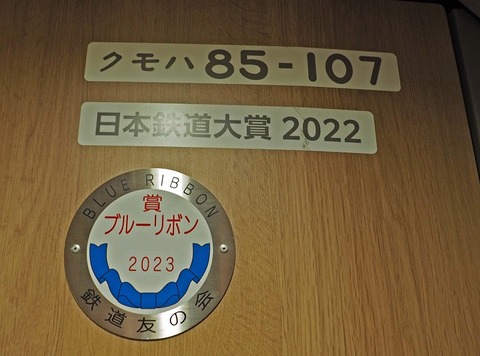 クモハ 85-107
日本鉄道大賞 2022
BLUE RIBBON
賞
ブルーリボン
2023
鉄道友の会